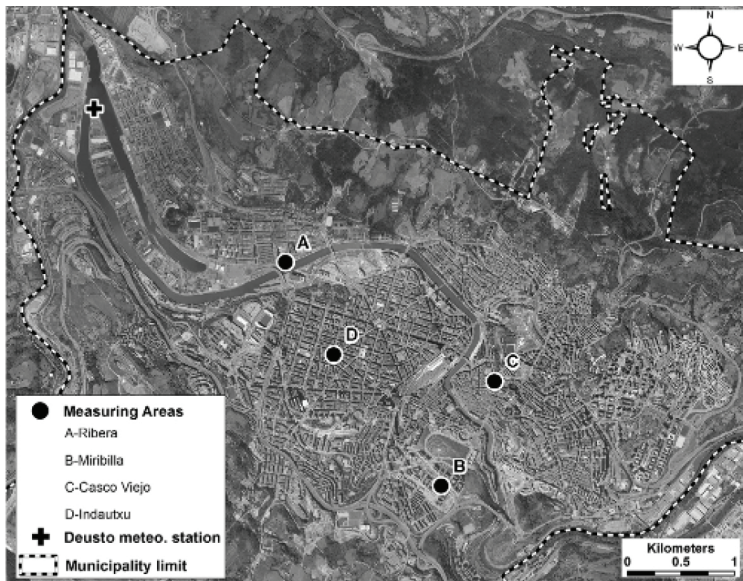 N
W E
S
A
D
C
B
Measuring Areas
A-Ribera
B-Miribilla
C-Casco Viejo
D-Indautxu
Deusto meteo. station
Municipality limit
Kilometers
0 0.5 1